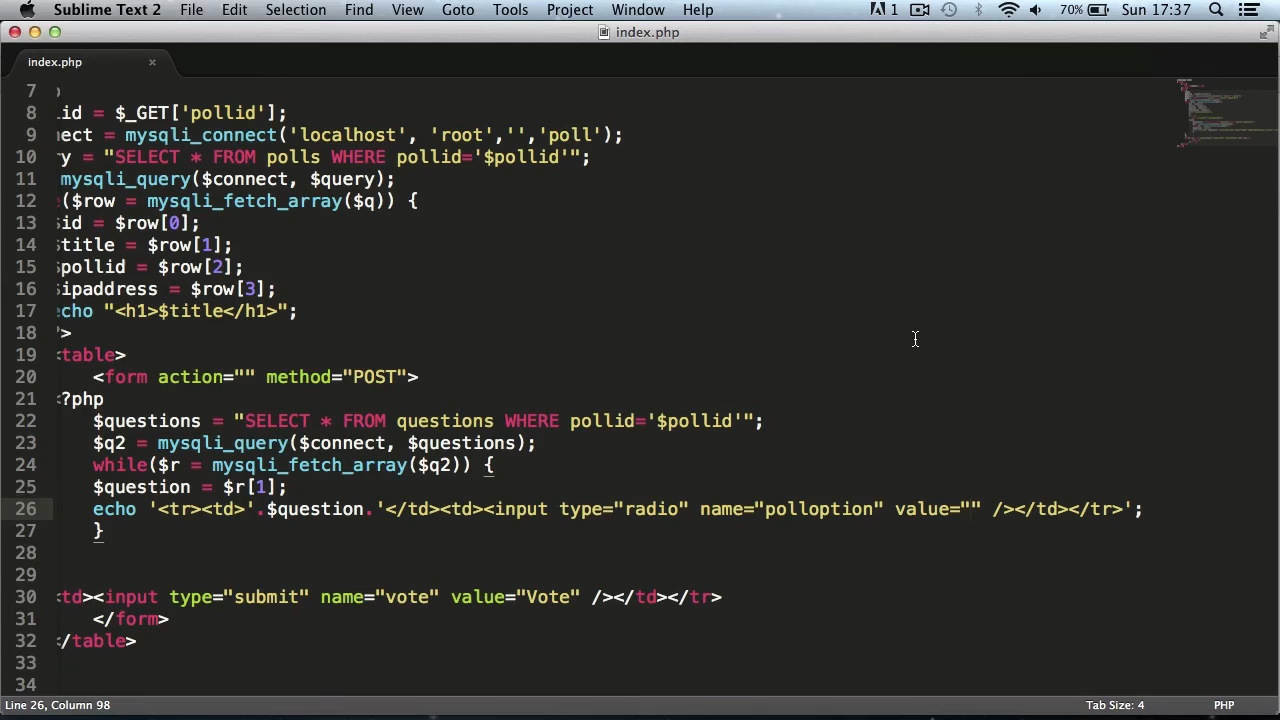 Sublime Text 2 File Edit Selection Find View Goto Tools Project Window Help 1 70% Sun 17:37
index.php
index.php ×
7
8 lid = $_GET['pollid'];
9 nect = mysqli_connect('localhost', 'root','','poll');
10 ry = "SELECT * FROM polls WHERE pollid='$pollid'";
11 mysqli_query($connect, $query);
12 e($row = mysqli_fetch_array($q)) {
13 $id = $row[0];
14 $title = $row[1];
15 $pollid = $row[2];
16 $ipaddress = $row[3];
17 echo "<h1>$title</h1>";
18 ?>
19 <table>
20 <form action="" method="POST">
21 <?php
22 $questions = "SELECT * FROM questions WHERE pollid='$pollid'";
23 $q2 = mysqli_query($connect, $questions);
24 while($r = mysqli_fetch_array($q2)) {
25 $question = $r[1];
26 echo '<tr><td>'.$question.'</td><td><input type="radio" name="polloption" value="" /></td></tr>';
27 }
28
29
30 <td><input type="submit" name="vote" value="Vote" /></td></tr>
31 </form>
32 </table>
33
34
Line 26, Column 98 Tab Size: 4 PHP